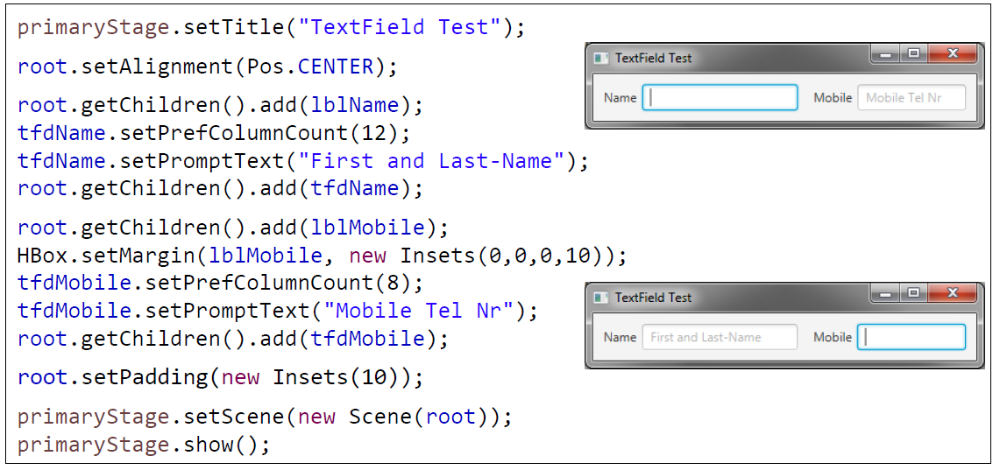 primaryStage.setTitle("TextField Test");
root.setAlignment(Pos.CENTER);
root.getChildren().add(lblName);
tfdName.setPrefColumnCount(12);
tfdName.setPromptText("First and Last-Name");
root.getChildren().add(tfdName);
root.getChildren().add(lblMobile);
HBox.setMargin(lblMobile, new Insets(0,0,0,10));
tfdMobile.setPrefColumnCount(8);
tfdMobile.setPromptText("Mobile Tel Nr");
root.getChildren().add(tfdMobile);
root.setPadding(new Insets(10));
primaryStage.setScene(new Scene(root));
primaryStage.show();
TextField Test
Name Mobile Mobile Tel Nr
TextField Test
Name First and Last-Name Mobile